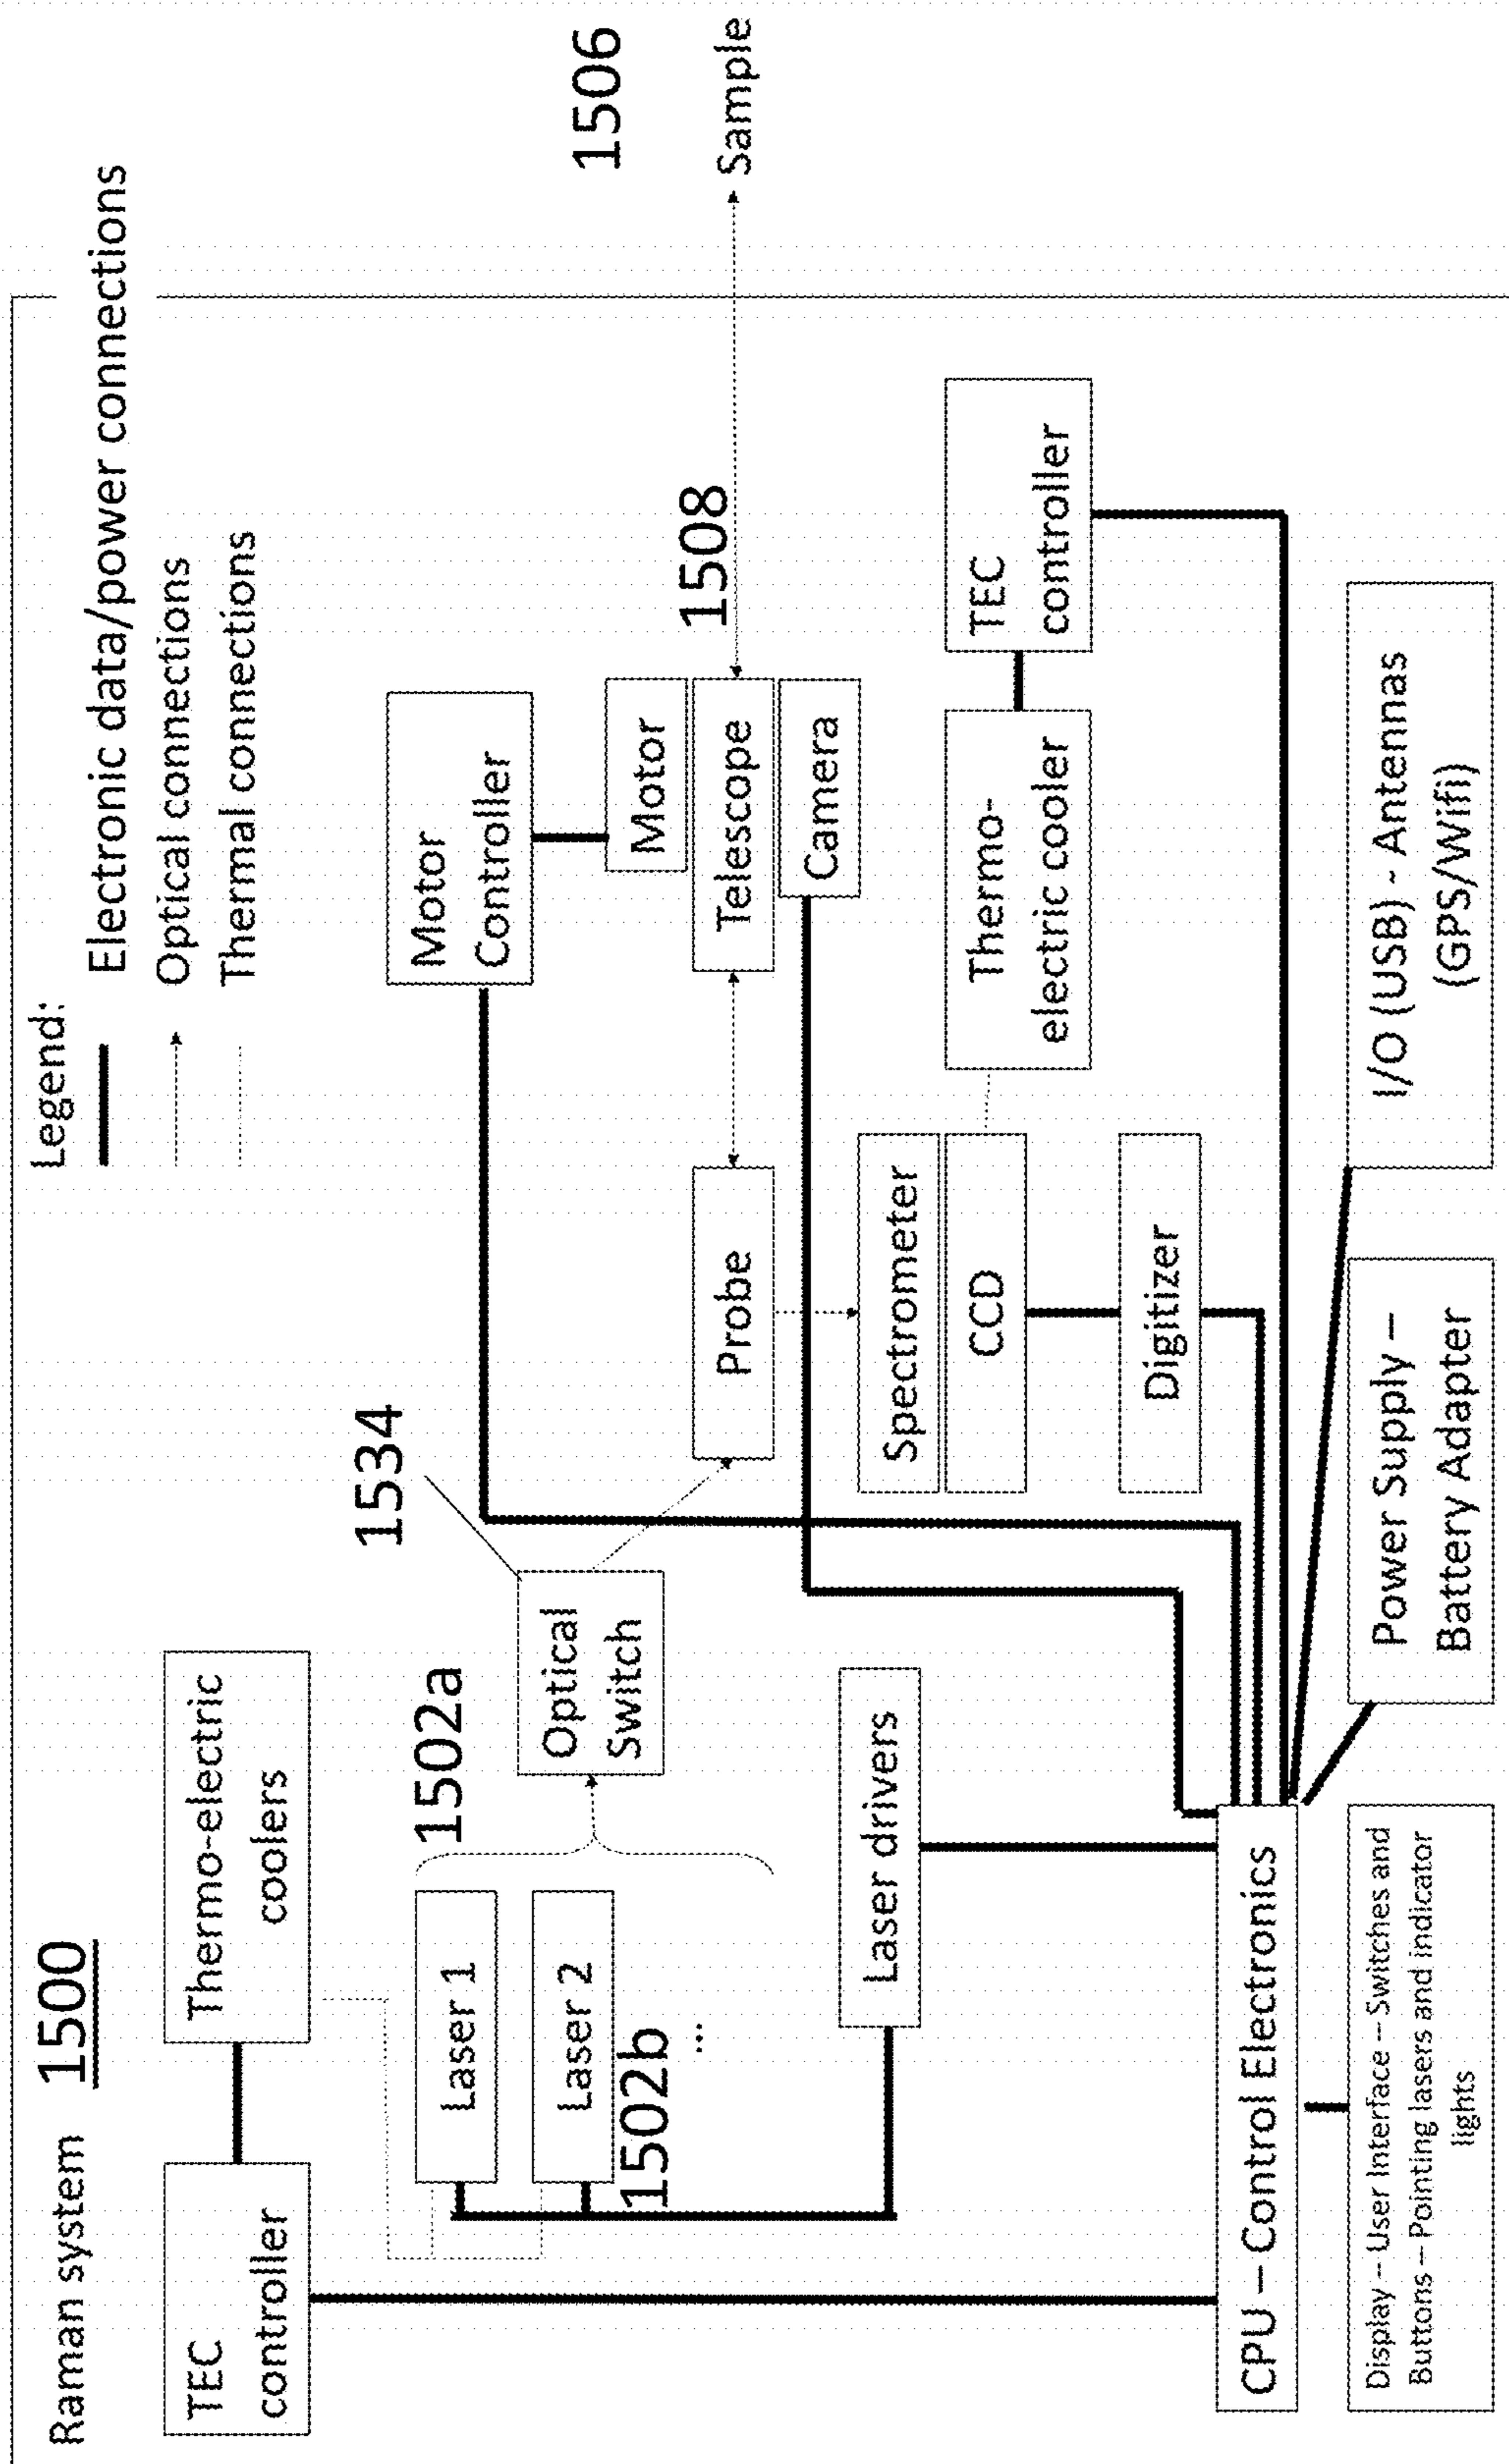 Raman system 1500
Legend:
Electronic data/power connections
Optical connections
Thermal connections
TEC
controller
Thermo-electric
coolers
1502a
1534
Laser 1
Laser 2
1502b
...
Optical
Switch
Motor
Controller
Motor
Telescope
Camera
1508
1506
Sample
Probe
Laser drivers
Spectrometer
CCD
Digitizer
Thermo-
electric cooler
TEC
controller
CPU – Control Electronics
Display – User Interface – Switches and
Buttons – Pointing lasers and indicator
lights
Power Supply –
Battery Adapter
I/O (USB) - Antennas
(GPS/Wifi)